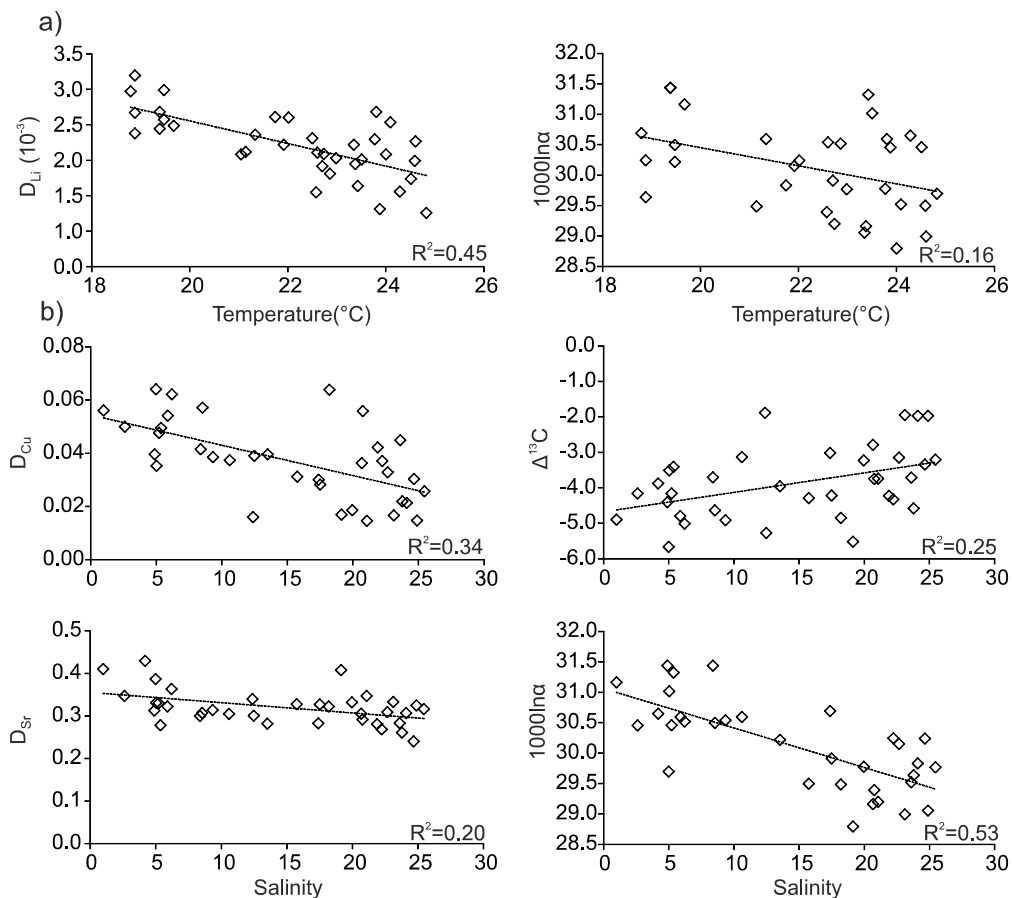 a)
3.5
3.0
2.5
2.0
1.5
1.0
0.5
0.0
D_Li (10⁻³)
R²=0.45
18 20 22 24 26
Temperature(°C)
32.0
31.5
31.0
30.5
30.0
29.5
29.0
28.5
1000lnα
R²=0.16
18 20 22 24 26
Temperature(°C)
b)
0.08
0.06
0.04
0.02
0.00
D_Cu
R²=0.34
0 5 10 15 20 25 30
0.0
-1.0
-2.0
-3.0
-4.0
-5.0
-6.0
Δ¹³C
R²=0.25
0 5 10 15 20 25 30
0.5
0.4
0.3
0.2
0.1
0.0
D_Sr
R²=0.20
0 5 10 15 20 25 30
Salinity
32.0
31.5
31.0
30.5
30.0
29.5
29.0
28.5
1000lnα
R²=0.53
0 5 10 15 20 25 30
Salinity